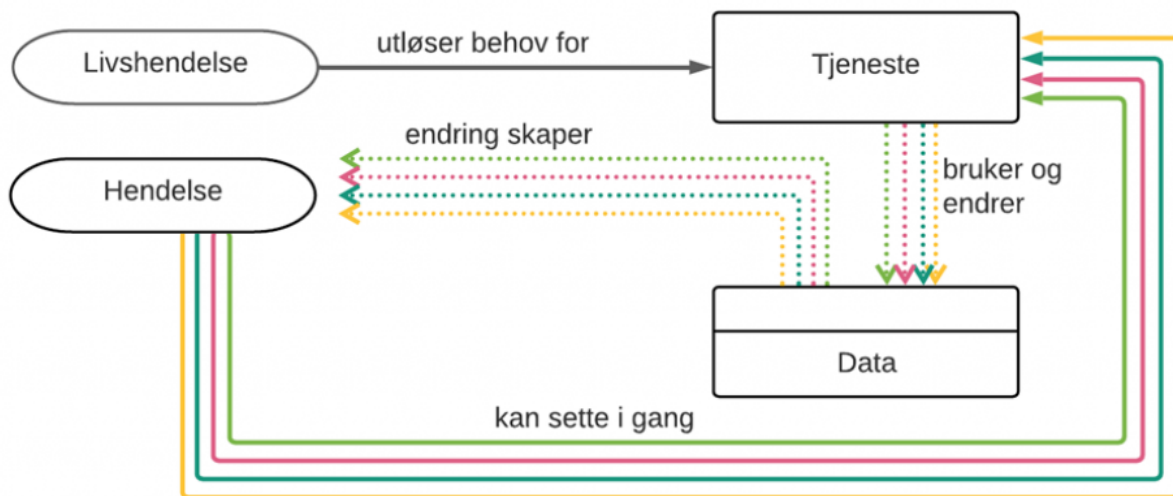 utløser behov for
Livshendelse
Tjeneste
endring skaper
bruker og
endrer
Hendelse
Data
kan sette i gang